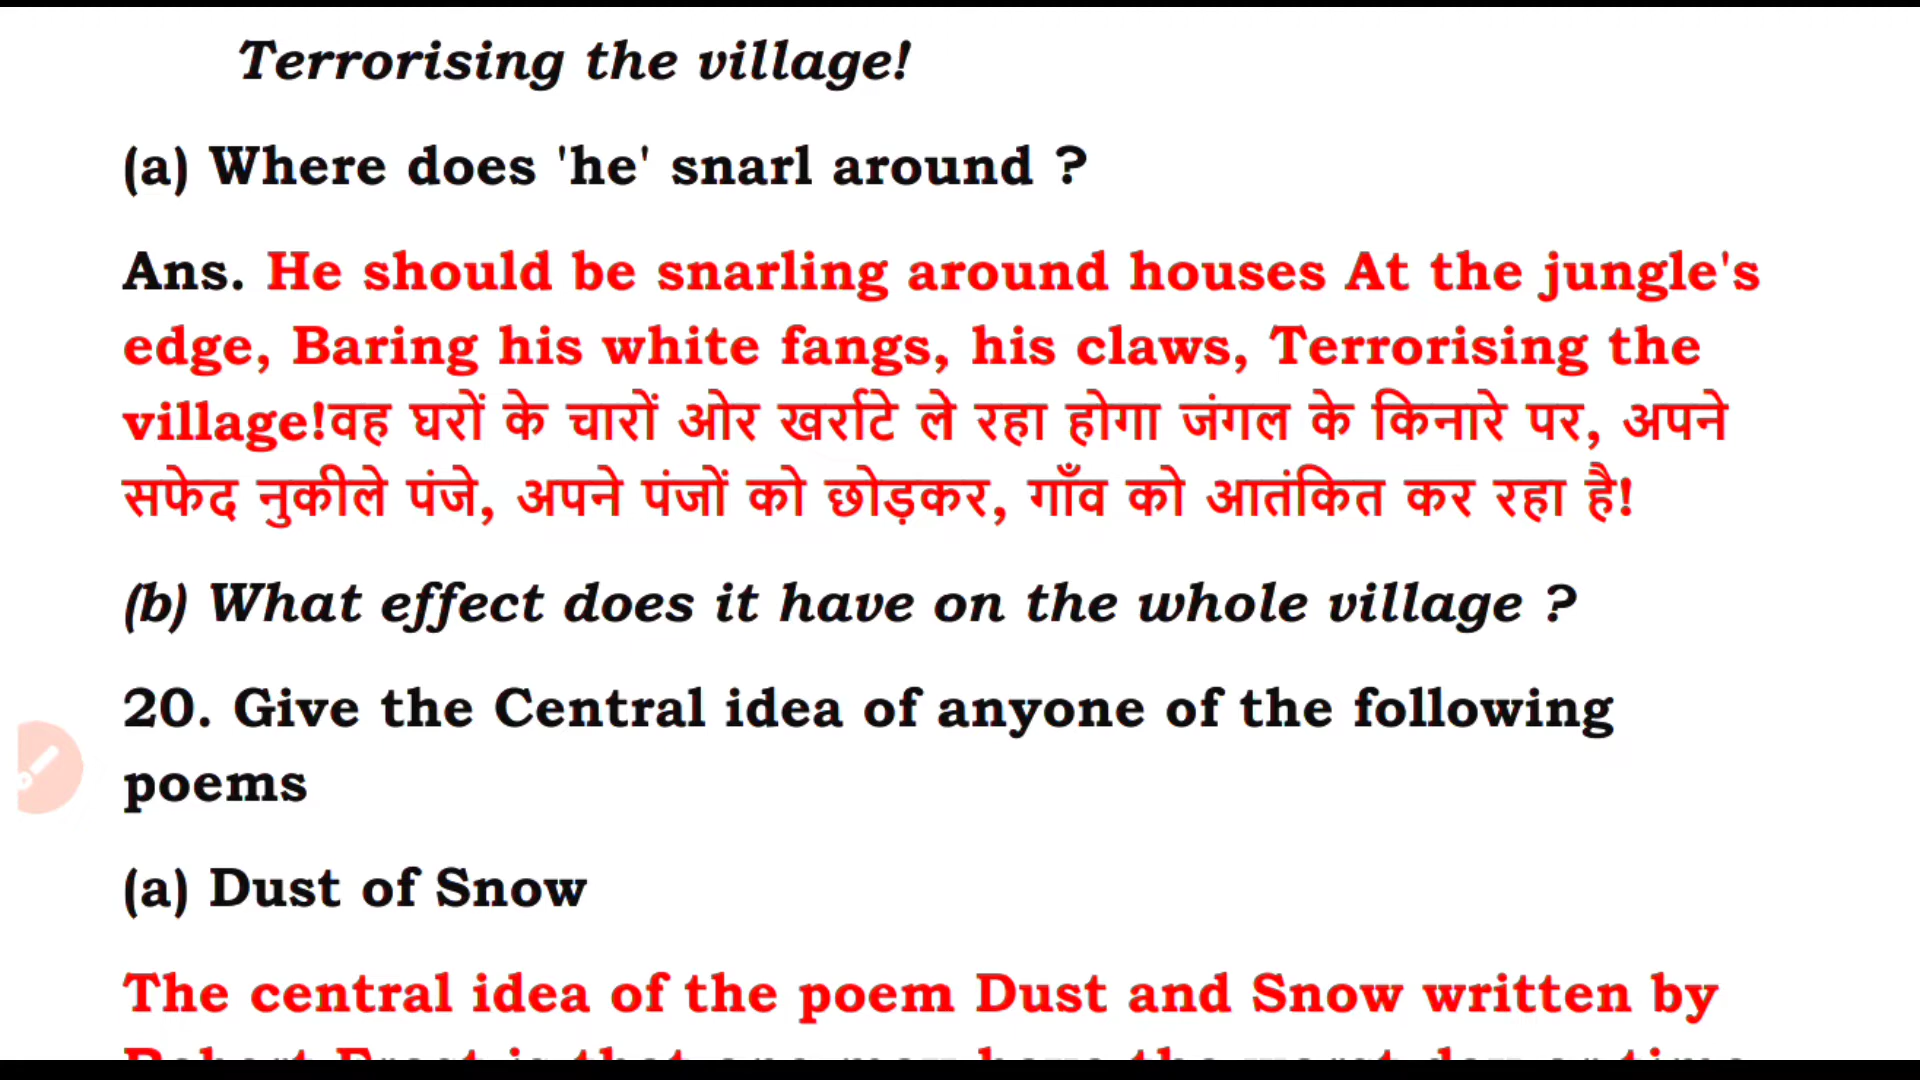 Terrorising the village!
(a) Where does 'he' snarl around ?
Ans. He should be snarling around houses At the jungle's
edge, Baring his white fangs, his claws, Terrorising the
village!वह घरों के चारों ओर खर्राटे ले रहा होगा जंगल के किनारे पर, अपने
सफेद नुकीले पंजे, अपने पंजों को छोड़कर, गाँव को आतंकित कर रहा है!
(b) What effect does it have on the whole village ?
20. Give the Central idea of anyone of the following
poems
(a) Dust of Snow
The central idea of the poem Dust and Snow written by